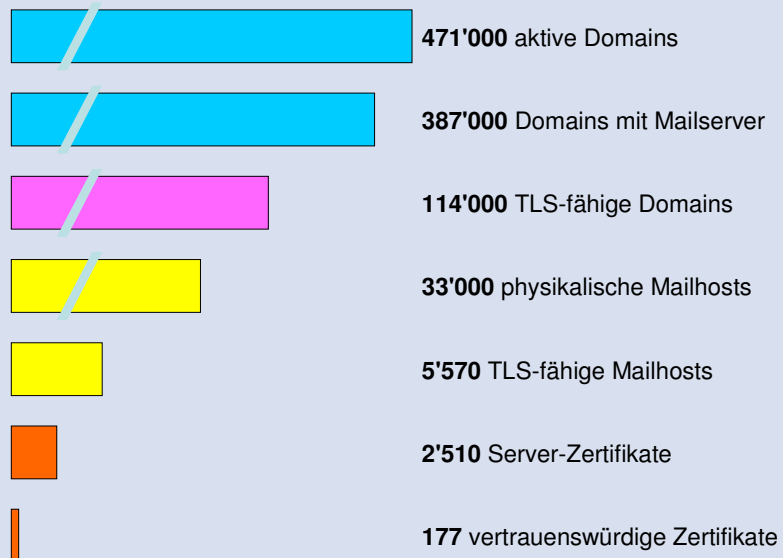 471'000 aktive Domains
387'000 Domains mit Mailserver
114'000 TLS-fähige Domains
33'000 physikalische Mailhosts
5'570 TLS-fähige Mailhosts
2'510 Server-Zertifikate
177 vertrauenswürdige Zertifikate